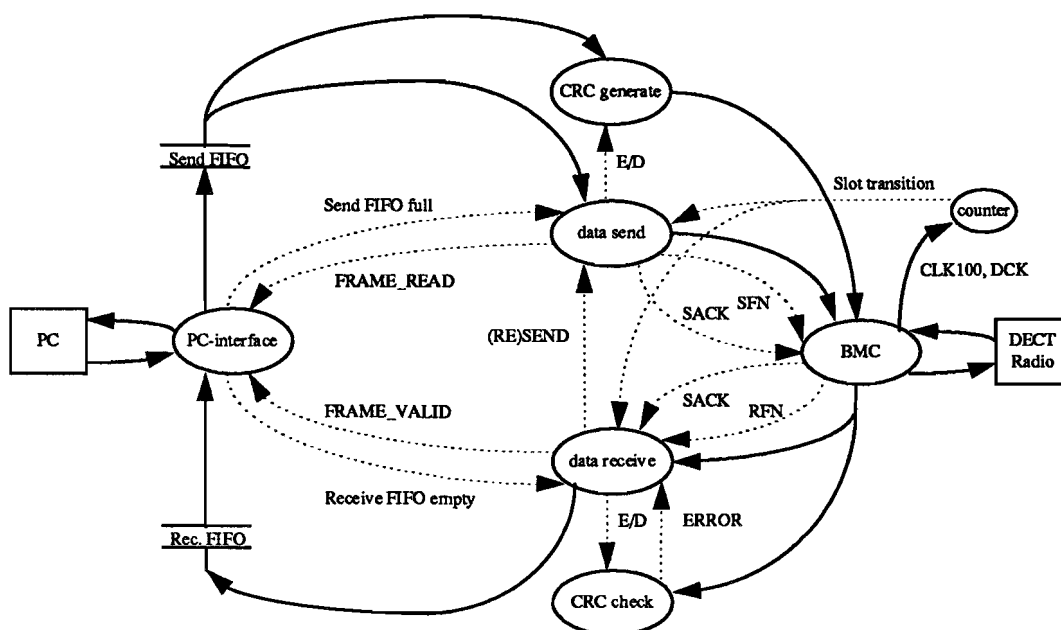 CRC generate
Send FIFO
E/D
Slot transition
Send FIFO full
counter
data send
CLK100, DCK
FRAME_READ
SACK
SFN
(RE)SEND
PC
PC-interface
BMC
DECT
Radio
SACK
FRAME_VALID
RFN
data receive
Receive FIFO empty
E/D
ERROR
Rec. FIFO
CRC check